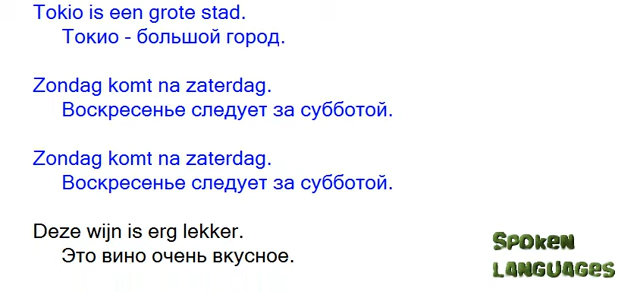 Tokio is een grote stad.
Токио - большой город.
Zondag komt na zaterdag.
Воскресенье следует за субботой.
Zondag komt na zaterdag.
Воскресенье следует за субботой.
Deze wijn is erg lekker.
Это вино очень вкусное.
Spoken
Languages